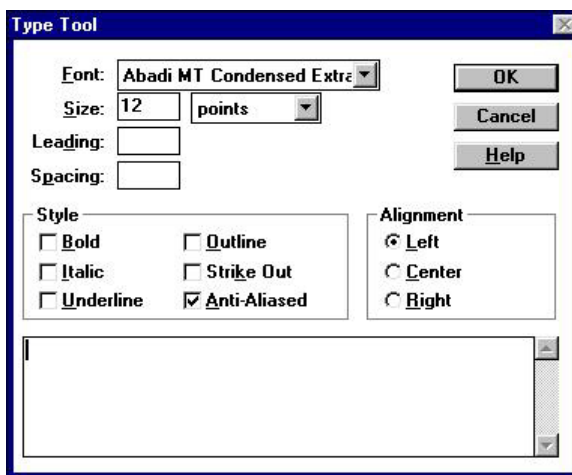 Type Tool
Font: Abadi MT Condensed Extra
OK
Size: 12 points
Cancel
Leading:
Help
Spacing:
Style
Alignment
Bold
Outline
Left
Italic
Strike Out
Center
Underline
Anti-Aliased
Right